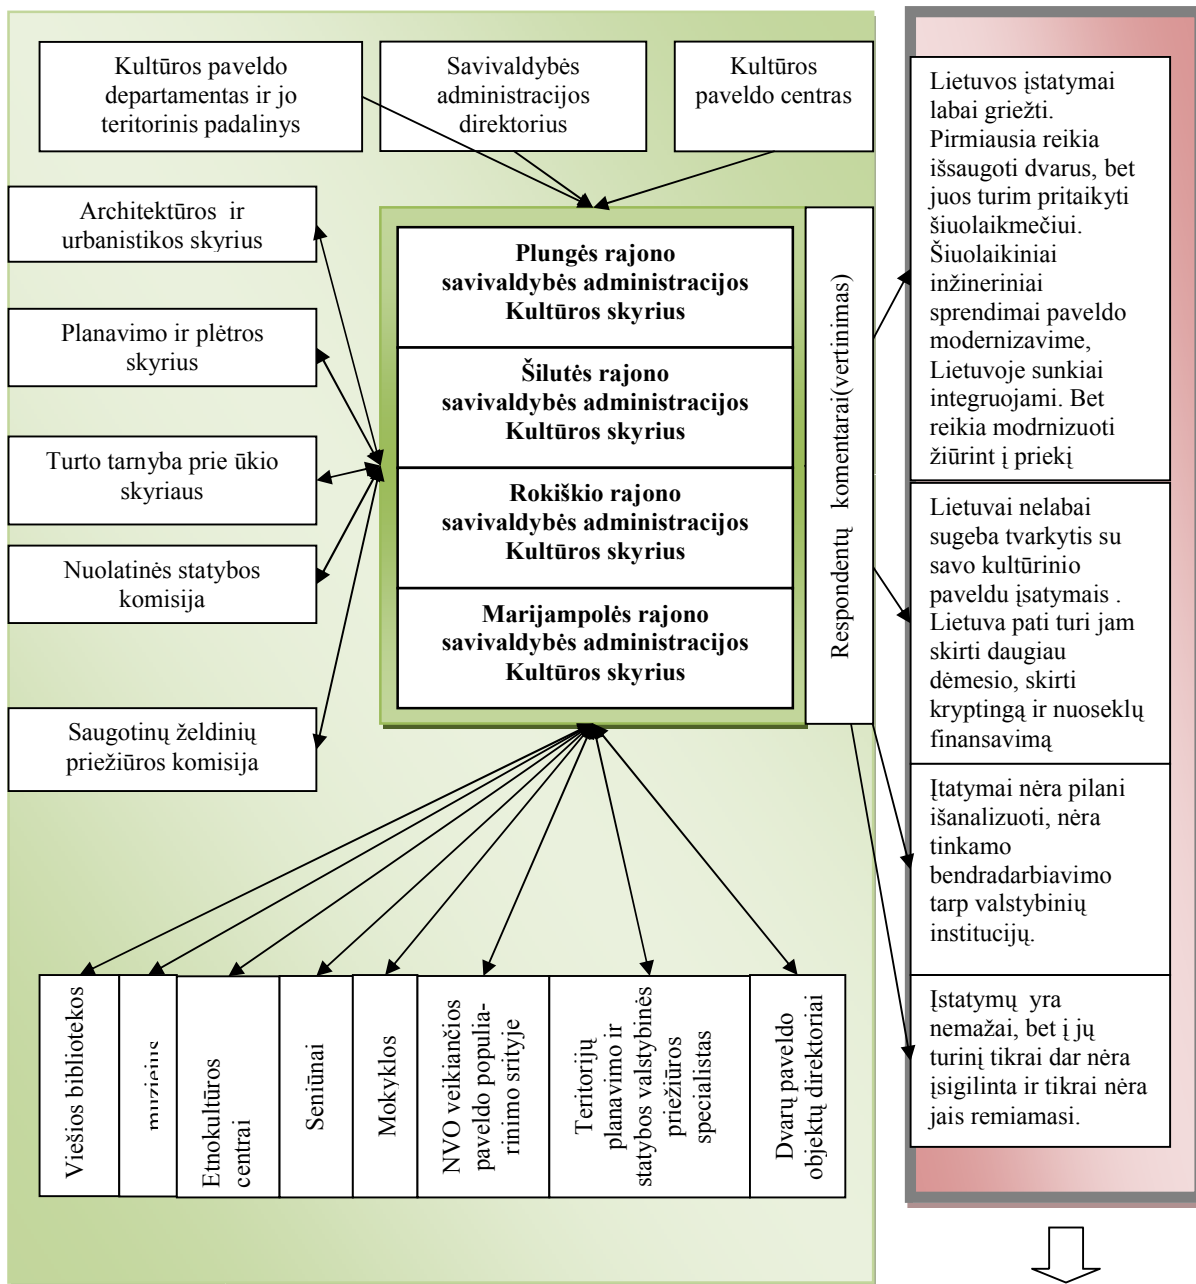 Kultūros paveldo
departamentas ir jo
teritorinis padalinys
Savivaldybės
administracijos
direktorius
Kultūros
paveldo centras
Architektūros ir
urbanistikos skyrius
Planavimo ir plėtros
skyrius
Turto tarnyba prie ūkio
skyriaus
Nuolatinės statybos
komisija
Saugotinų želdinių
priežiūros komisija
Plungės rajono
savivaldybės administracijos
Kultūros skyrius
Šilutės rajono
savivaldybės administracijos
Kultūros skyrius
Rokiškio rajono
savivaldybės administracijos
Kultūros skyrius
Marijampolės rajono
savivaldybės administracijos
Kultūros skyrius
Respondentų komentarai(vertinimas)
Lietuvos įstatymai
labai griežti.
Pirmiausia reikia
išsaugoti dvarus, bet
juos turim pritaikyti
šiuolaikmečiui.
Šiuolaikiniai
inžineriniai
sprendimai paveldo
modernizavime,
Lietuvoje sunkiai
integruojami. Bet
reikia modrnizuoti
žiūrint į priekį
Lietuvai nelabai
sugeba tvarkytis su
savo kultūrinio
paveldu įsatymais .
Lietuva pati turi jam
skirti daugiau
dėmesio, skirti
kryptingą ir nuoseklų
finansavimą
Įtatymai nėra pilani
išanalizuoti, nėra
tinkamo
bendradarbiavimo
tarp valstybinių
institucijų.
Įstatymų yra
nemažai, bet į jų
turinį tikrai dar nėra
įsigilinta ir tikrai nėra
jais remiamasi.
Viešios bibliotekos
muziejus
Etnokultūros
centrai
Seniūnai
Mokyklos
NVO veikiančios
paveldo populia-
rinimo srityje
Teritorijų
planavimo ir
statybos valstybinės
priežiūros
specialistas
Dvarų paveldo
objektų direktoriai